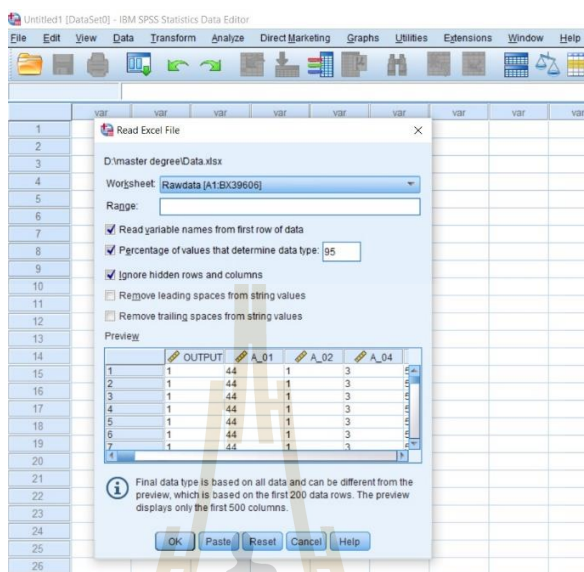 Untitled1 [DataSet0] - IBM SPSS Statistics Data Editor
File Edit View Data Transform Analyze Direct Marketing Graphs Utilities Extensions Window Help
var var var var var var var var var
Read Excel File
D:\master degree\Data.xlsx
Worksheet: Rawdata [A1:BX39606]
Range:
Read variable names from first row of data
Percentage of values that determine data type: 95
Ignore hidden rows and columns
Remove leading spaces from string values
Remove trailing spaces from string values
Preview
OUTPUT A_01 A_02 A_04
1 1 44 1 3
2 1 44 1 3
3 1 44 1 3
4 1 44 1 3
5 1 44 1 3
6 1 44 1 3
7 1 44 1 3
Final data type is based on all data and can be different from the
preview, which is based on the first 200 data rows. The preview
displays only the first 500 columns.
OK Paste Reset Cancel Help
1
2
3
4
5
6
7
8
9
10
11
12
13
14
15
16
17
18
19
20
21
22
23
24
25
26